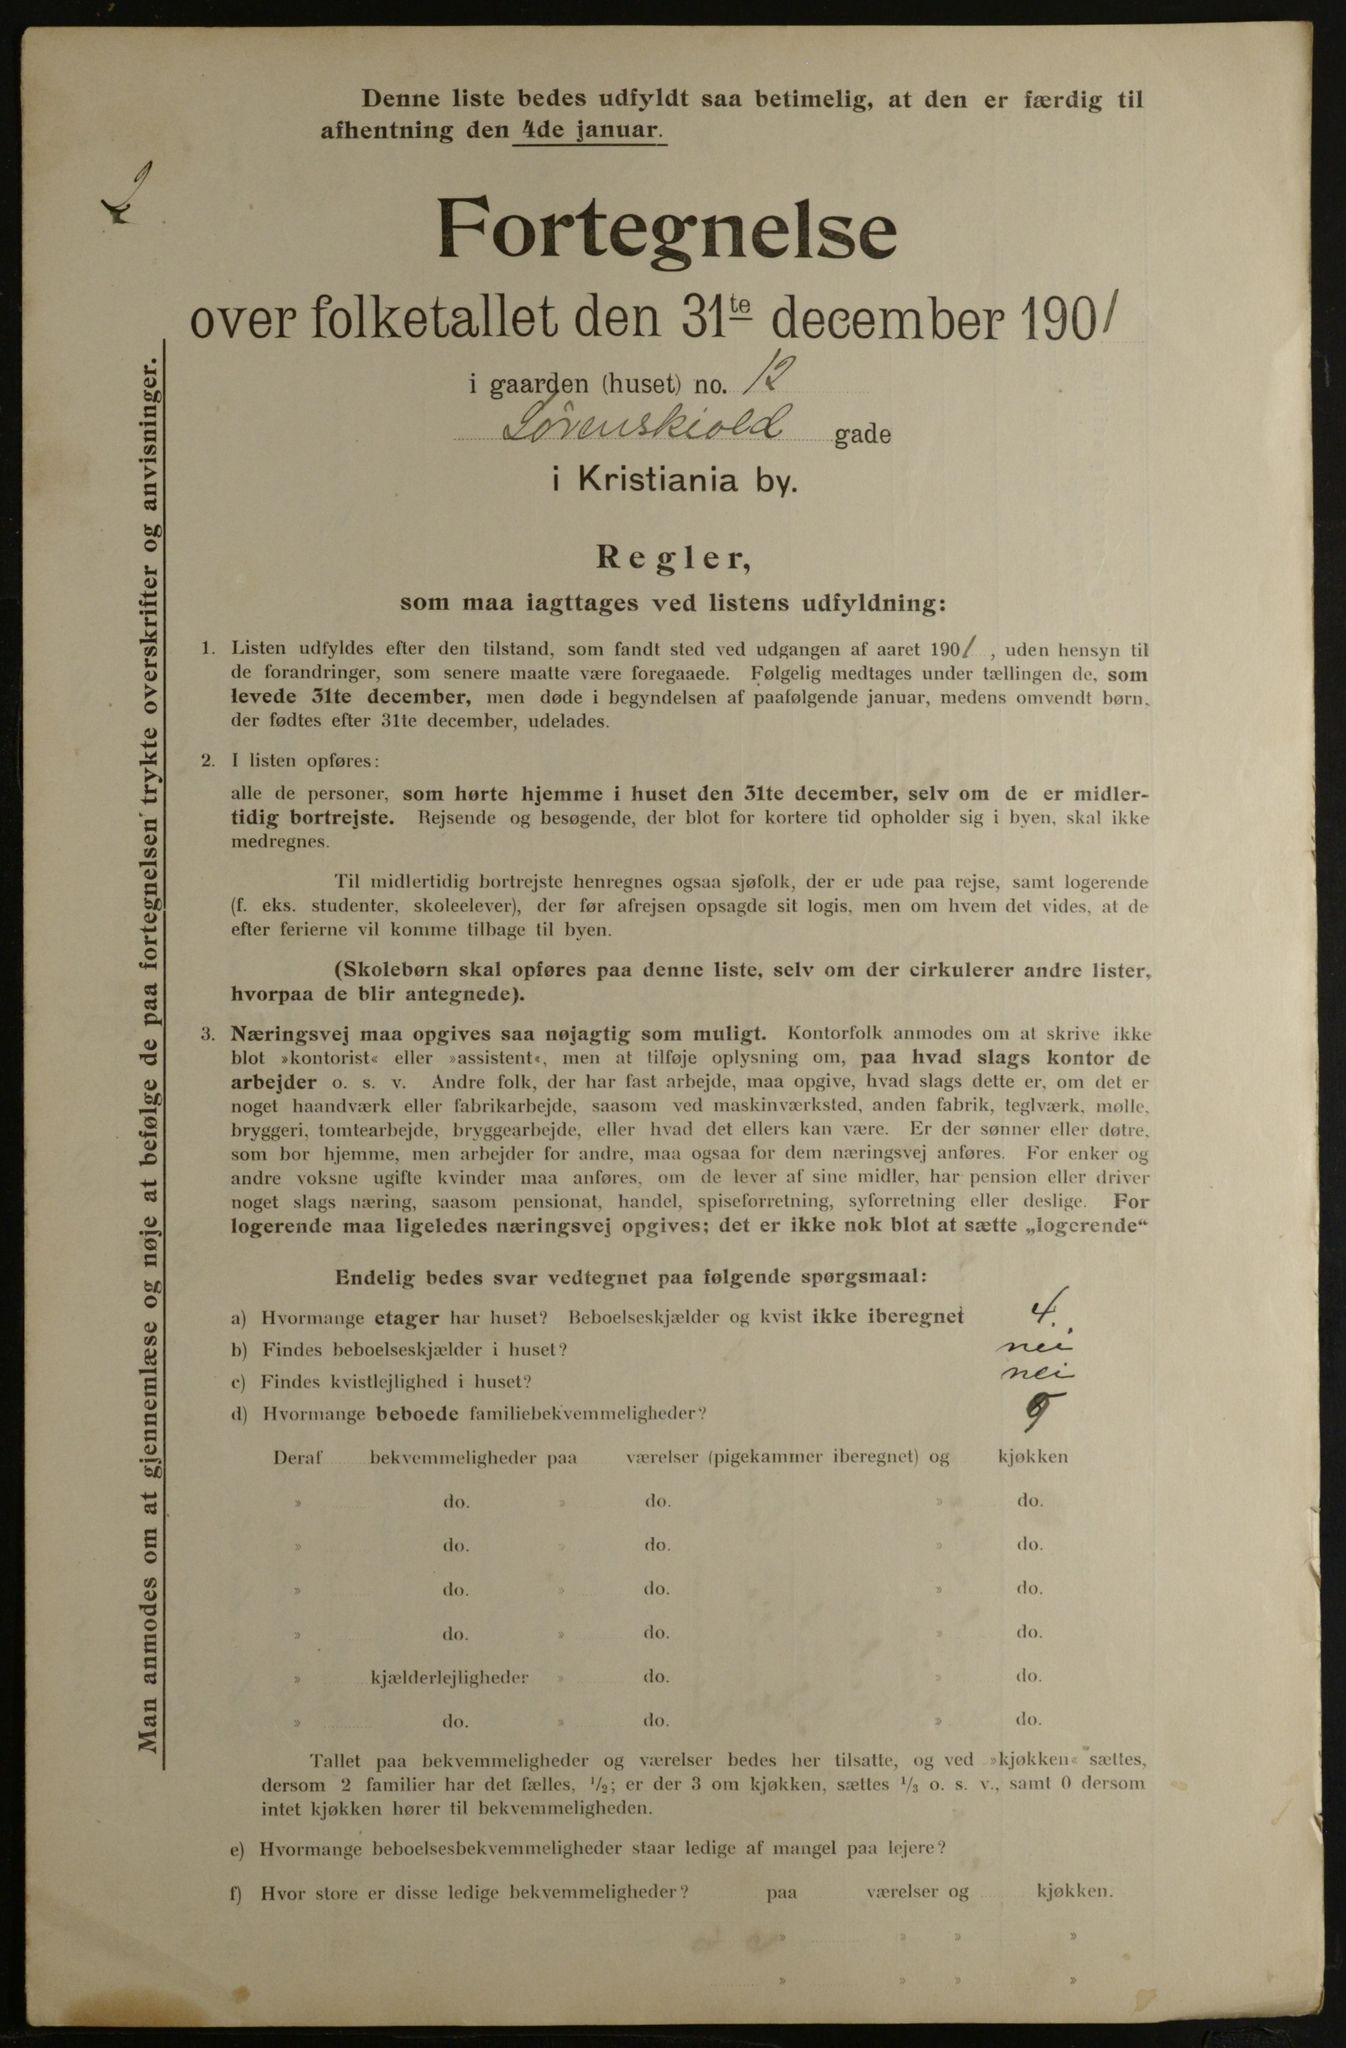 Denne liste bedes udfyldt saa betimelig, at den er færdig til
afhentning den 4de januar.
2
Fortegnelse
over folketallet den 31te december 1901
i gaarden (huset) no. 12
Løvenskiold gade
i Kristiania by.
Regler,
som maa iagttages ved listens udfyldning:
1. Listen udfyldes efter den tilstand, som fandt sted ved udgangen af aaret 1901 , uden hensyn til
de forandringer, som senere maatte være foregaaede. Følgelig medtages under tællingen de, som
levede 31te december, men døde i begyndelsen af paafølgende januar, medens omvendt børn,
der fødtes efter 31te december, udelades.
2. I listen opføres:
alle de personer, som hørte hjemme i huset den 31te december, selv om de er midler-
tidig bortrejste. Rejsende og besøgende, der blot for kortere tid opholder sig i byen, skal ikke
medregnes.
Til midlertidig bortrejste henregnes ogsaa sjøfolk, der er ude paa rejse, samt logerende
(f. eks. studenter, skoleelever), der før afrejsen opsagde sit logis, men om hvem det vides, at de
efter ferierne vil komme tilbage til byen.
(Skolebørn skal opføres paa denne liste, selv om der cirkulerer andre lister,
hvorpaa de blir antegnede).
3. Næringsvej maa opgives saa nøjagtig som muligt. Kontorfolk anmodes om at skrive ikke
blot »kontorist« eller »assistent«, men at tilføje oplysning om, paa hvad slags kontor de
arbejder o. s. v. Andre folk, der har fast arbejde, maa opgive, hvad slags dette er, om det er
noget haandværk eller fabrikarbejde, saasom ved maskinværksted, anden fabrik, teglværk, mølle,
bryggeri, tomtearbejde, bryggearbejde, eller hvad det ellers kan være. Er der sønner eller døtre,
som bor hjemme, men arbejder for andre, maa ogsaa for dem næringsvej anføres. For enker og
andre voksne ugifte kvinder maa anføres, om de lever af sine midler, har pension eller driver
noget slags næring, saasom pensionat, handel, spiseforretning, syforretning eller deslige. For
logerende maa ligeledes næringsvej opgives; det er ikke nok blot at sætte „logerende“
Endelig bedes svar vedtegnet paa følgende spørgsmaal:
a) Hvormange etager har huset? Beboelseskjælder og kvist ikke iberegnet 4.
b) Findes beboelseskjælder i huset? nei
c) Findes kvistlejlighed i huset? nei
d) Hvormange beboede familiebekvemmeligheder?
Deraf bekvemmeligheder paa værelser (pigekammer iberegnet) og kjøkken
» do. » do. » do.
» do. » do. » do.
» do. » do. » do.
» do. » do. » do.
» kjælderlejligheder » do. » do.
» do. » do. » do.
Tallet paa bekvemmeligheder og værelser bedes her tilsatte, og ved »kjøkken« sættes,
dersom 2 familier har det fælles, 1/2; er der 3 om kjøkken, sættes 1/3 o. s. v., samt 0 dersom
intet kjøkken hører til bekvemmeligheden.
e) Hvormange beboelsesbekvemmeligheder staar ledige af mangel paa lejere?
f) Hvor store er disse ledige bekvemmeligheder? paa værelser og kjøkken.
» » » »
» » » »
Man anmodes om at gjennemlæse og nøje at befølge de paa fortegnelsen trykte overskrifter og anvisninger.